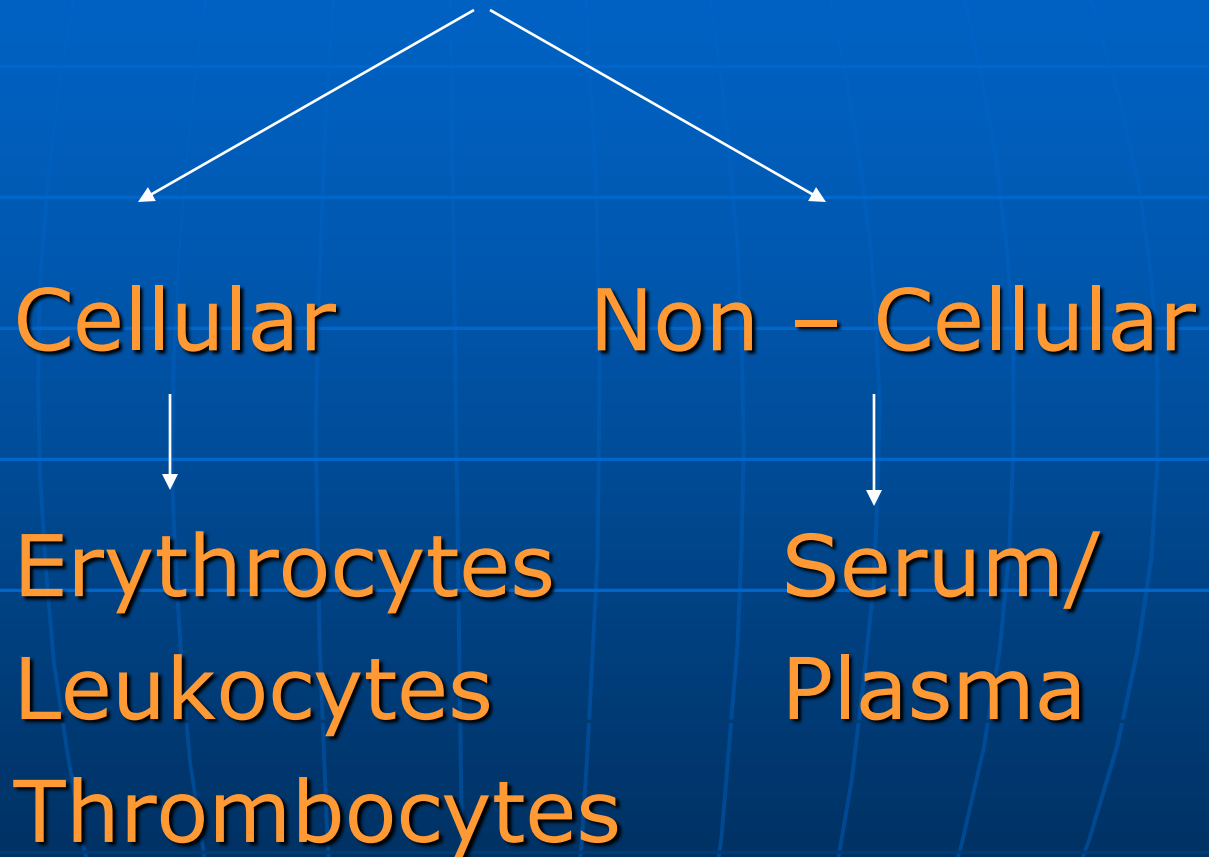 Cellular Non – Cellular
Erythrocytes Serum/
Leukocytes Plasma
Thrombocytes